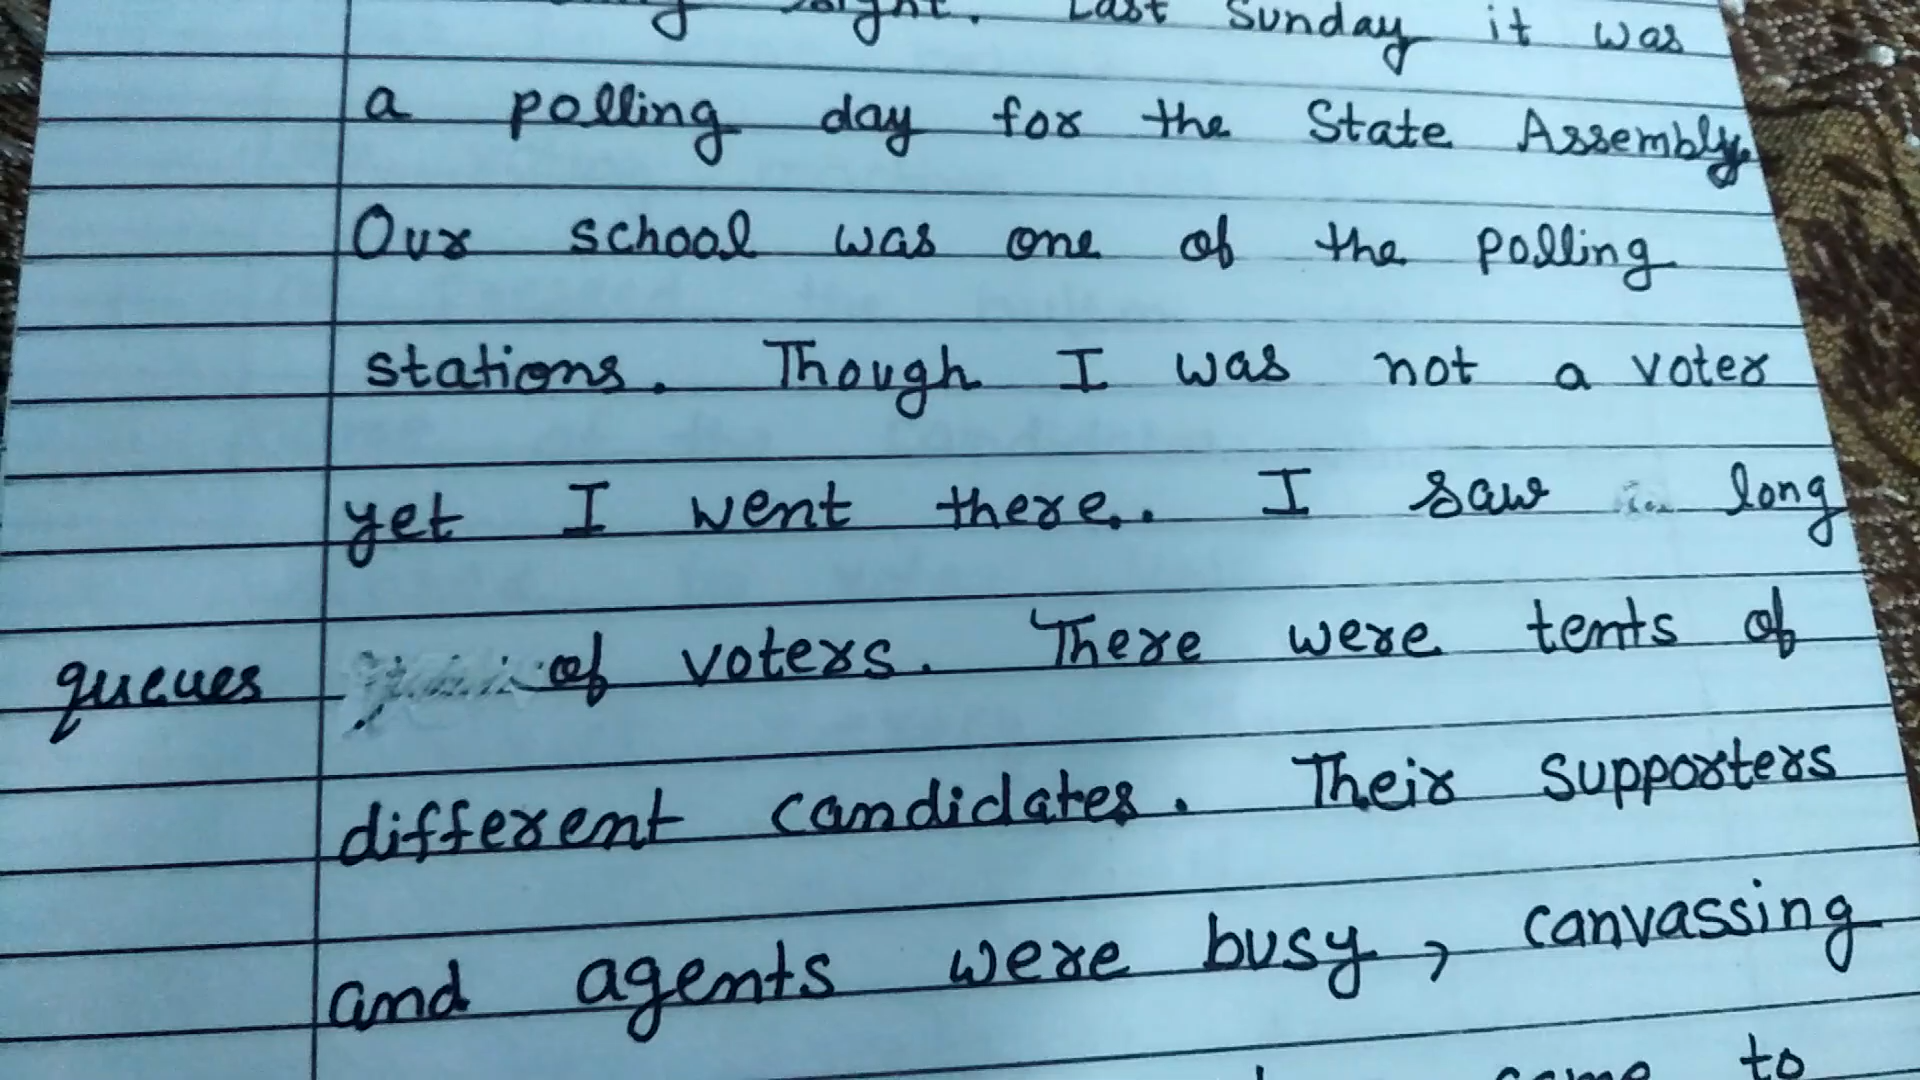 Last Sunday it was
a polling day for the State Assembly.
Our school was one of the polling
stations. Though I was not a voter
yet I went there. I saw long
queues of voters. There were tents of
different candidates. Their supporters
and agents were busy, canvassing
came to